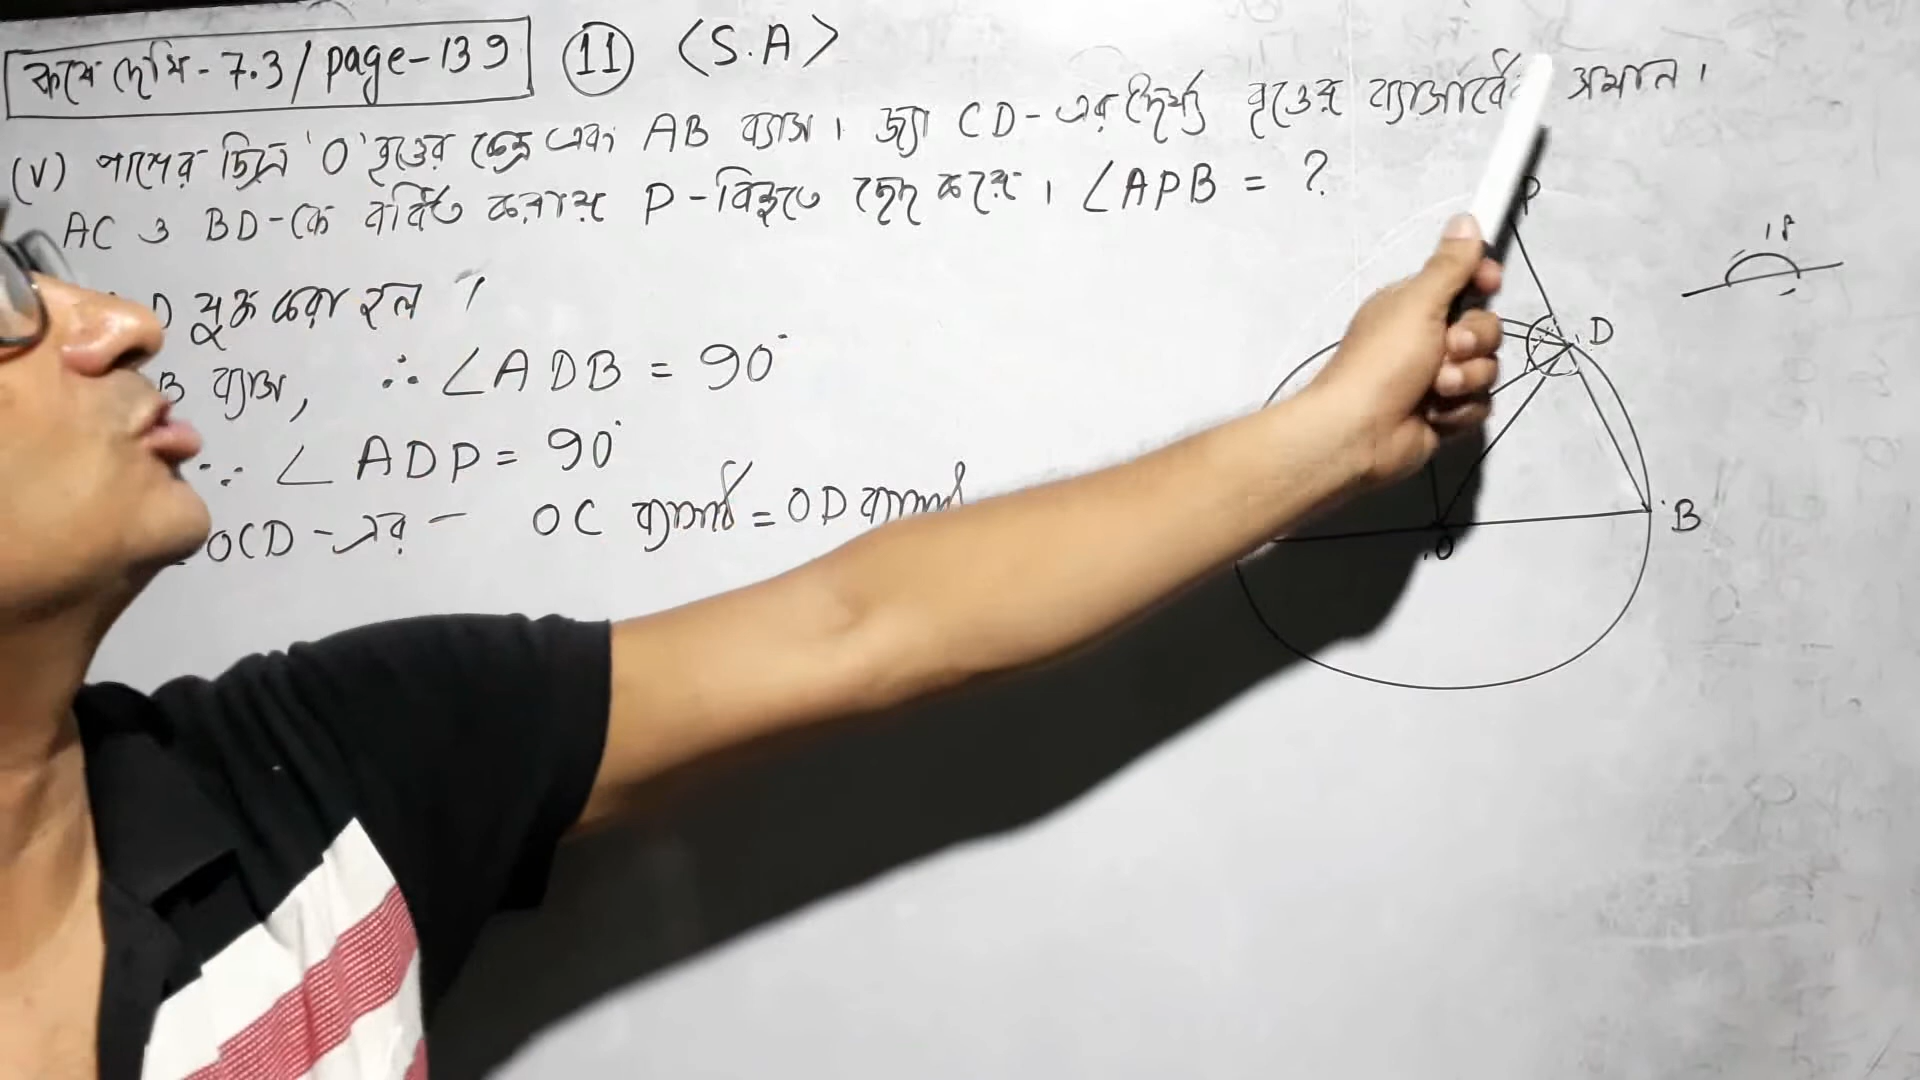 কষে দেখি - 7.3 / page-139 11 <S.A>
(V) পাশের চিত্রে 'O' বৃত্তের কেন্দ্র এবং AB ব্যাস। জ্যা CD-এর দৈর্ঘ্য বৃত্তের ব্যাসার্ধের সমান।
AC ও BD-কে বর্ধিত করায় P-বিন্দুতে ছেদ করে। ∠APB = ?
D যুক্ত করা হল।
B ব্যাস, ∴ ∠ADB = 90°
∴ ∠ADP = 90°
OCD-এর - OC ব্যাসার্ধ = OD ব্যাসার্ধ
P
18
D
B
O